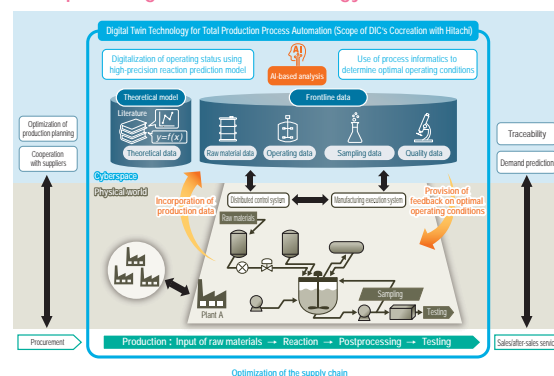 Digital Twin Technology for Total Production Process Automation (Scope of DIC's Cocreation with Hitachi)
Digitalization of operating status using
high-precision reaction prediction model
AI
AI-based analysis
Use of process informatics to
determine optimal operating conditions
Theoretical model
Literature
y=f(x)
Theoretical data
Frontline data
Raw material data
Operating data
Sampling data
Quality data
Optimization of
production planning
Cooperation
with suppliers
Traceability
Demand prediction
Cyberspace
Physical world
Incorporation of
production data
Distributed control system
Manufacturing execution system
Provision of
feedback on optimal
operating conditions
Raw materials
Sampling
Testing
Plant A
Procurement
Production : Input of raw materials → Reaction → Postprocessing → Testing
Sales/after-sales service
Optimization of the supply chain